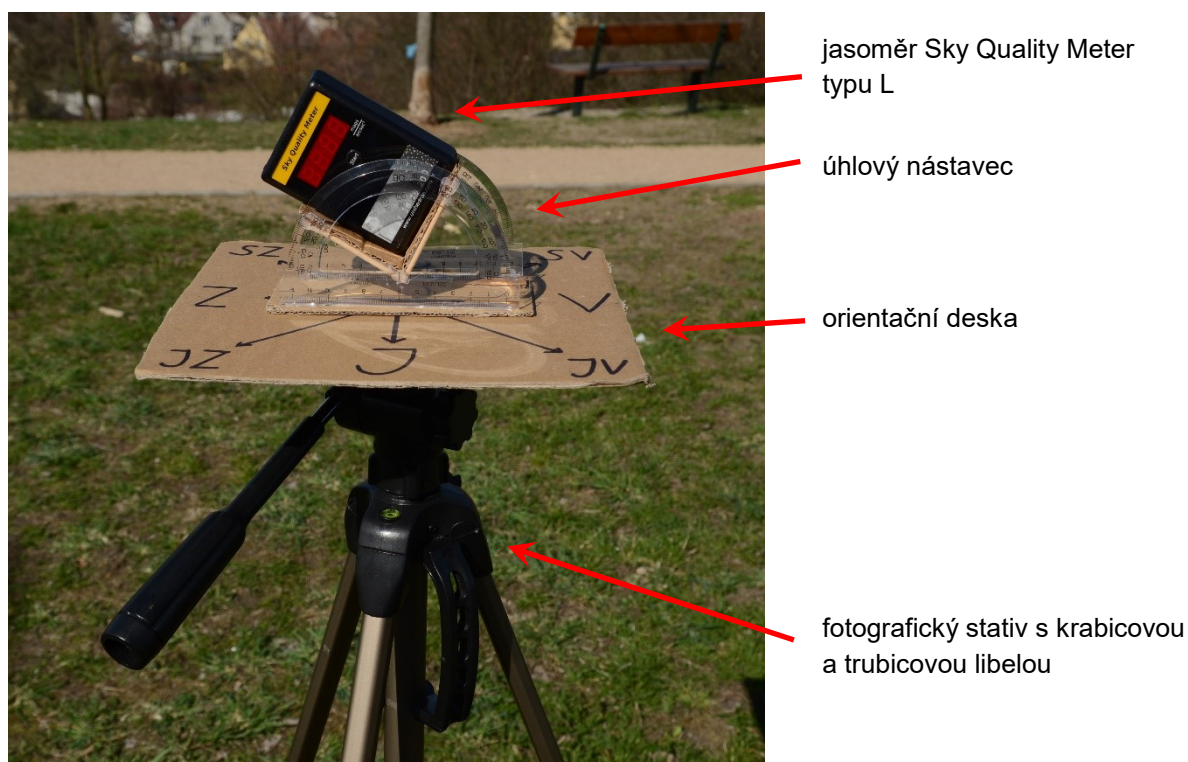 jasoměr Sky Quality Meter
typu L
úhlový nástavec
orientační deska
fotografický stativ s krabicovou
a trubicovou libelou
Sky Quality Meter
SZ
SV
Z
V
JZ
J
JV